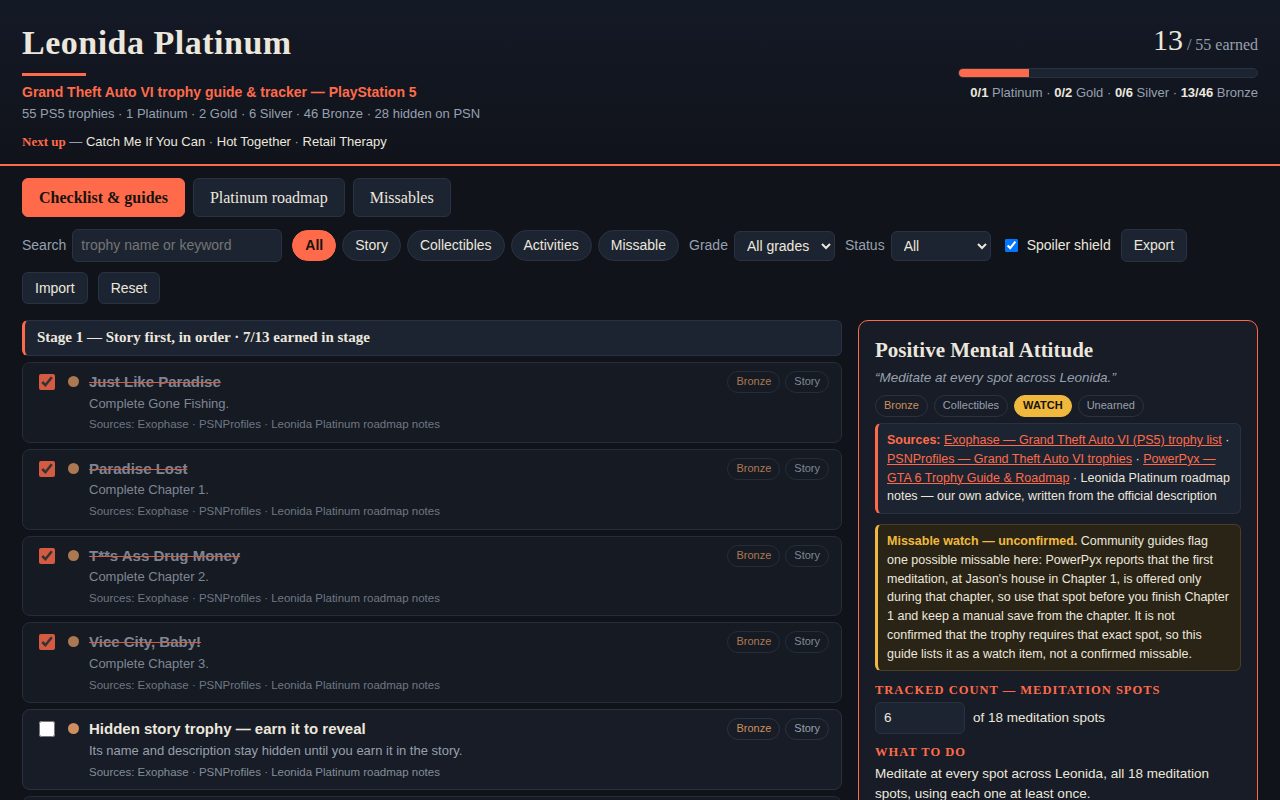 Leonida Platinum
13 / 55 earned
Grand Theft Auto VI trophy guide & tracker — PlayStation 5
0/1 Platinum · 0/2 Gold · 0/6 Silver · 13/46 Bronze
55 PS5 trophies · 1 Platinum · 2 Gold · 6 Silver · 46 Bronze · 28 hidden on PSN
Next up — Catch Me If You Can · Hot Together · Retail Therapy
Checklist & guides Platinum roadmap Missables
Search trophy name or keyword All Story Collectibles Activities Missable Grade All grades Status All Spoiler shield Export
Import Reset
Stage 1 — Story first, in order · 7/13 earned in stage
Just Like Paradise Bronze Story
Complete Gone Fishing.
Sources: Exophase · PSNProfiles · Leonida Platinum roadmap notes
Paradise Lost Bronze Story
Complete Chapter 1.
Sources: Exophase · PSNProfiles · Leonida Platinum roadmap notes
T**s Ass Drug Money Bronze Story
Complete Chapter 2.
Sources: Exophase · PSNProfiles · Leonida Platinum roadmap notes
Vice City, Baby! Bronze Story
Complete Chapter 3.
Sources: Exophase · PSNProfiles · Leonida Platinum roadmap notes
Hidden story trophy — earn it to reveal Bronze Story
Its name and description stay hidden until you earn it in the story.
Sources: Exophase · PSNProfiles · Leonida Platinum roadmap notes
Positive Mental Attitude
“Meditate at every spot across Leonida.”
Bronze Collectibles WATCH Unearned
Sources: Exophase — Grand Theft Auto VI (PS5) trophy list ·
PSNProfiles — Grand Theft Auto VI trophies · PowerPyx —
GTA 6 Trophy Guide & Roadmap · Leonida Platinum roadmap
notes — our own advice, written from the official description
Missable watch — unconfirmed. Community guides flag
one possible missable here: PowerPyx reports that the first
meditation, at Jason's house in Chapter 1, is offered only
during that chapter, so use that spot before you finish Chapter
1 and keep a manual save from the chapter. It is not
confirmed that the trophy requires that exact spot, so this
guide lists it as a watch item, not a confirmed missable.
TRACKED COUNT — MEDITATION SPOTS
6 of 18 meditation spots
WHAT TO DO
Meditate at every spot across Leonida, all 18 meditation
spots, using each one at least once.